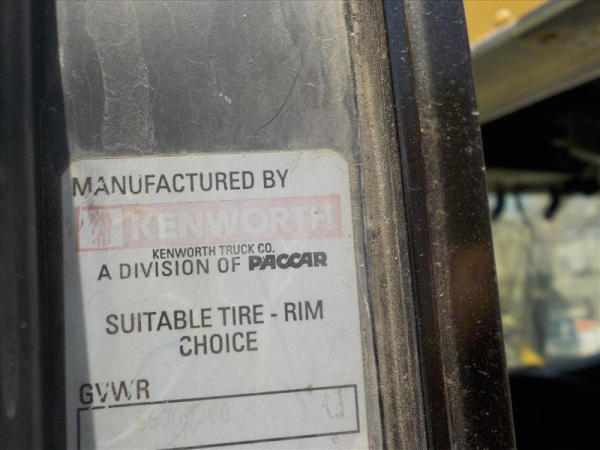 MANUFACTURED BY
KENWORTH
KENWORTH TRUCK CO.
A DIVISION OF PACCAR
SUITABLE TIRE - RIM
CHOICE
GVWR